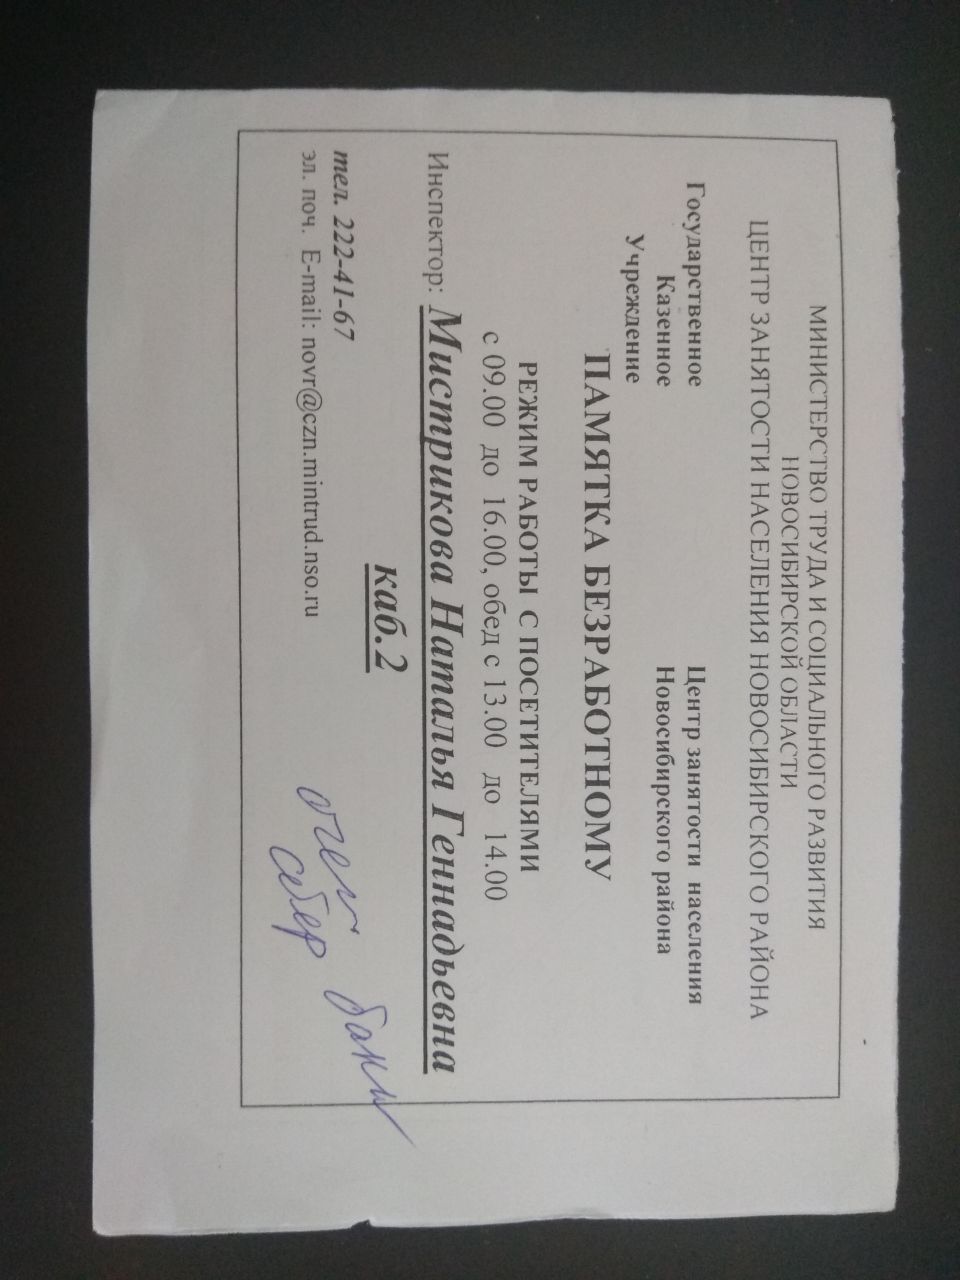 МИНИСТЕРСТВО ТРУДА И СОЦИАЛЬНОГО РАЗВИТИЯ
НОВОСИБИРСКОЙ ОБЛАСТИ
ЦЕНТР ЗАНЯТОСТИ НАСЕЛЕНИЯ НОВОСИБИРСКОГО РАЙОНА
Государственное
Казенное
Учреждение
Центр занятости населения
Новосибирского района
ПАМЯТКА БЕЗРАБОТНОМУ
РЕЖИМ РАБОТЫ С ПОСЕТИТЕЛЯМИ
с 09.00 до 16.00, обед с 13.00 до 14.00
Инспектор: Мистрикова Наталья Геннадьевна
каб.2
тел. 222-41-67
эл. поч. E-mail: novr@czn.mintrud.nso.ru
банк